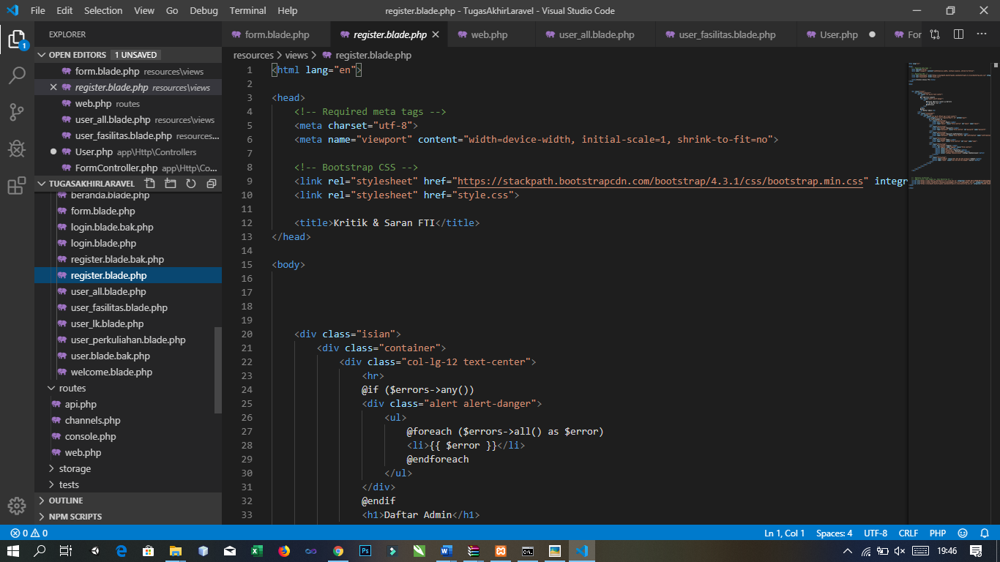 File Edit Selection View Go Debug Terminal Help register.blade.php - TugasAkhirLaravel - Visual Studio Code
EXPLORER
form.blade.php register.blade.php web.php user_all.blade.php user_fasilitas.blade.php User.php For
OPEN EDITORS 1 UNSAVED
form.blade.php resources\views
register.blade.php resources\views
web.php routes
user_all.blade.php resources\views
user_fasilitas.blade.php resources...
User.php app\Http\Controllers
FormController.php app\Http\Co...
1
TUGASAKHIRLARAVEL
beranda.blade.php
form.blade.php
login.blade.bak.php
login.blade.php
register.blade.bak.php
register.blade.php
user_all.blade.php
user_fasilitas.blade.php
user_lk.blade.php
user_perkuliahan.blade.php
user.blade.bak.php
welcome.blade.php
routes
api.php
channels.php
console.php
web.php
storage
tests
OUTLINE
NPM SCRIPTS
resources > views > register.blade.php
1 <html lang="en">
2
3 <head>
4 <!-- Required meta tags -->
5 <meta charset="utf-8">
6 <meta name="viewport" content="width=device-width, initial-scale=1, shrink-to-fit=no">
7
8 <!-- Bootstrap CSS -->
9 <link rel="stylesheet" href="https://stackpath.bootstrapcdn.com/bootstrap/4.3.1/css/bootstrap.min.css" integr
10 <link rel="stylesheet" href="style.css">
11
12 <title>Kritik & Saran FTI</title>
13 </head>
14
15 <body>
16
17
18
19
20 <div class="isian">
21 <div class="container">
22 <div class="col-lg-12 text-center">
23 <hr>
24 @if ($errors->any())
25 <div class="alert alert-danger">
26 <ul>
27 @foreach ($errors->all() as $error)
28 <li>{{ $error }}</li>
29 @endforeach
30 </ul>
31 </div>
32 @endif
33 <h1>Daftar Admin</h1>
0 0 Ln 1, Col 1 Spaces: 4 UTF-8 CRLF PHP
19:46